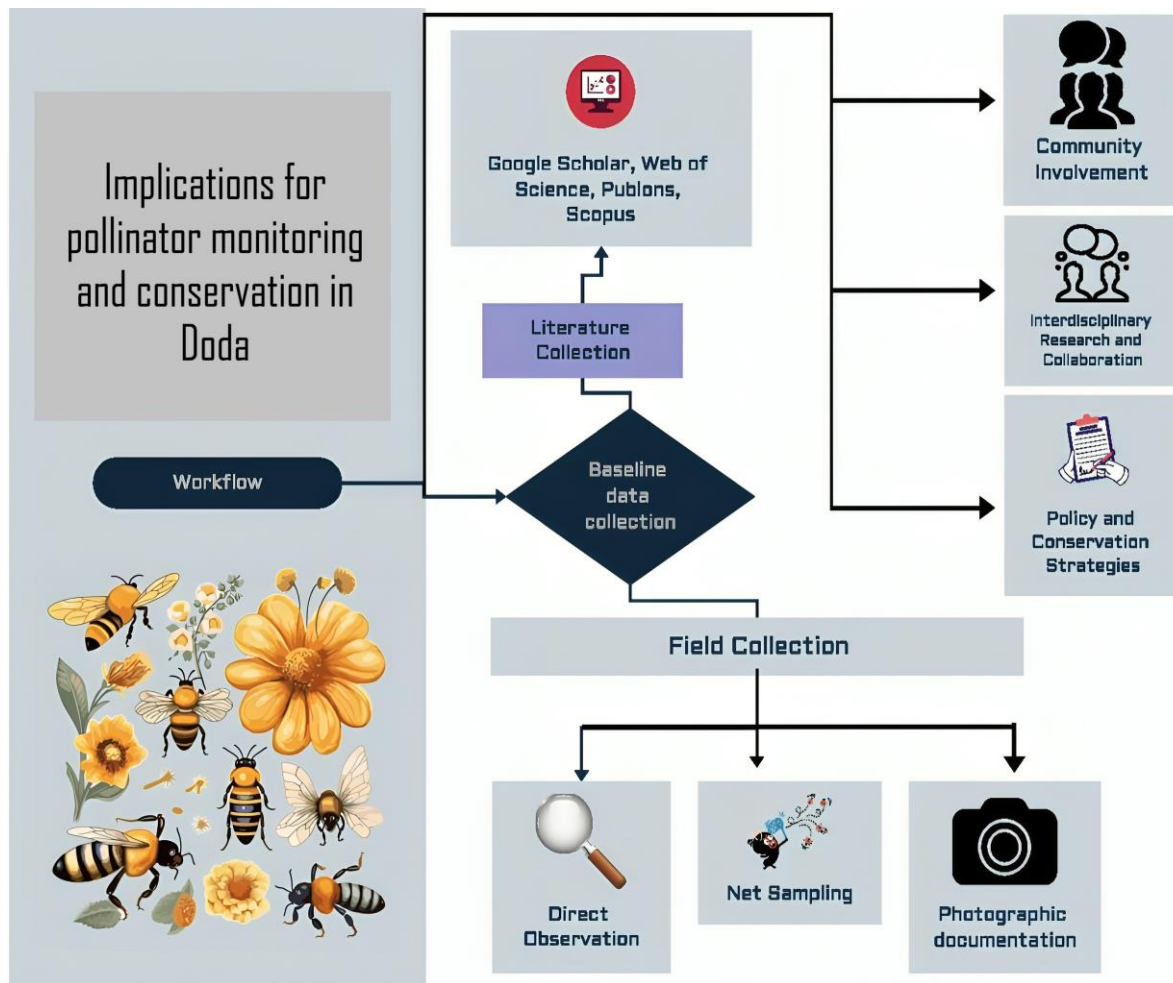 Implications for
pollinator monitoring
and conservation in
Doda
Workflow
Google Scholar, Web of
Science, Publons,
Scopus
Literature
Collection
Baseline
data
collection
Field Collection
Direct
Observation
Net Sampling
Photographic
documentation
Community
Involvement
Interdisciplinary
Research and
Collaboration
Policy and
Conservation
Strategies